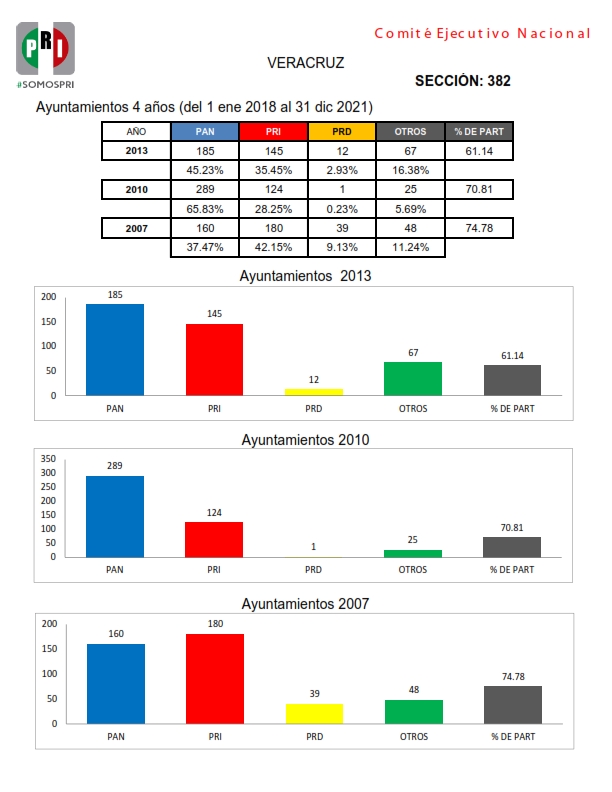 Comité Ejecutivo Nacional
PRI
#SOMOSPRI
VERACRUZ
SECCIÓN: 382
Ayuntamientos 4 años (del 1 ene 2018 al 31 dic 2021)
AÑO PAN PRI PRD OTROS % DE PART
2013 185 145 12 67 61.14
45.23% 35.45% 2.93% 16.38%
2010 289 124 1 25 70.81
65.83% 28.25% 0.23% 5.69%
2007 160 180 39 48 74.78
37.47% 42.15% 9.13% 11.24%
Ayuntamientos 2013
200
150
100
50
0
185 145 12 67 61.14
PAN PRI PRD OTROS % DE PART
Ayuntamientos 2010
350
300
250
200
150
100
50
0
289 124 1 25 70.81
PAN PRI PRD OTROS % DE PART
Ayuntamientos 2007
200
150
100
50
0
160 180 39 48 74.78
PAN PRI PRD OTROS % DE PART